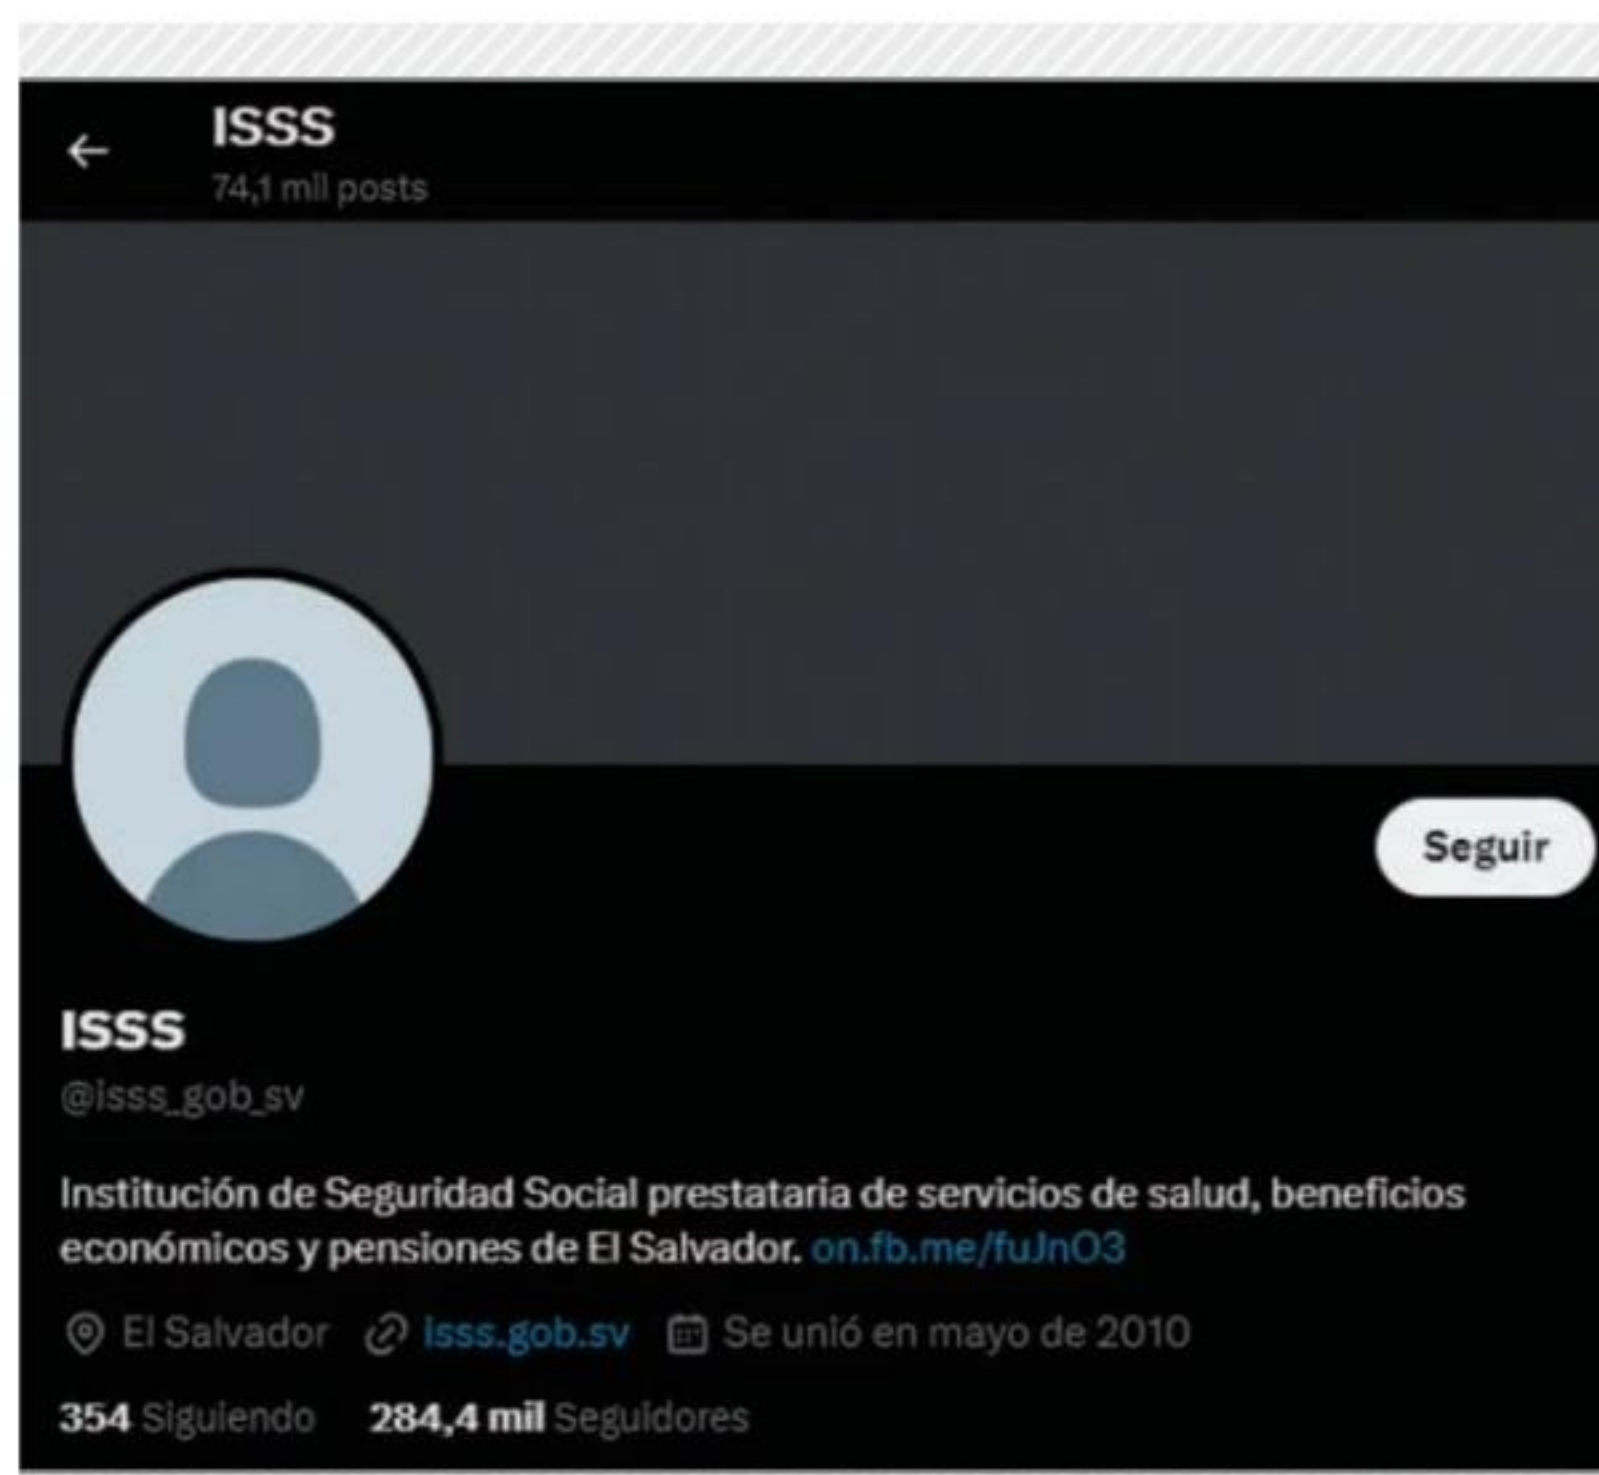 ISSS
74,1 mil posts
Seguir
ISSS
@isss_gob_sv
Institución de Seguridad Social prestataria de servicios de salud, beneficios
económicos y pensiones de El Salvador. on.fb.me/fuJnO3
El Salvador isss.gob.sv Se unió en mayo de 2010
354 Siguiendo 284,4 mil Seguidores